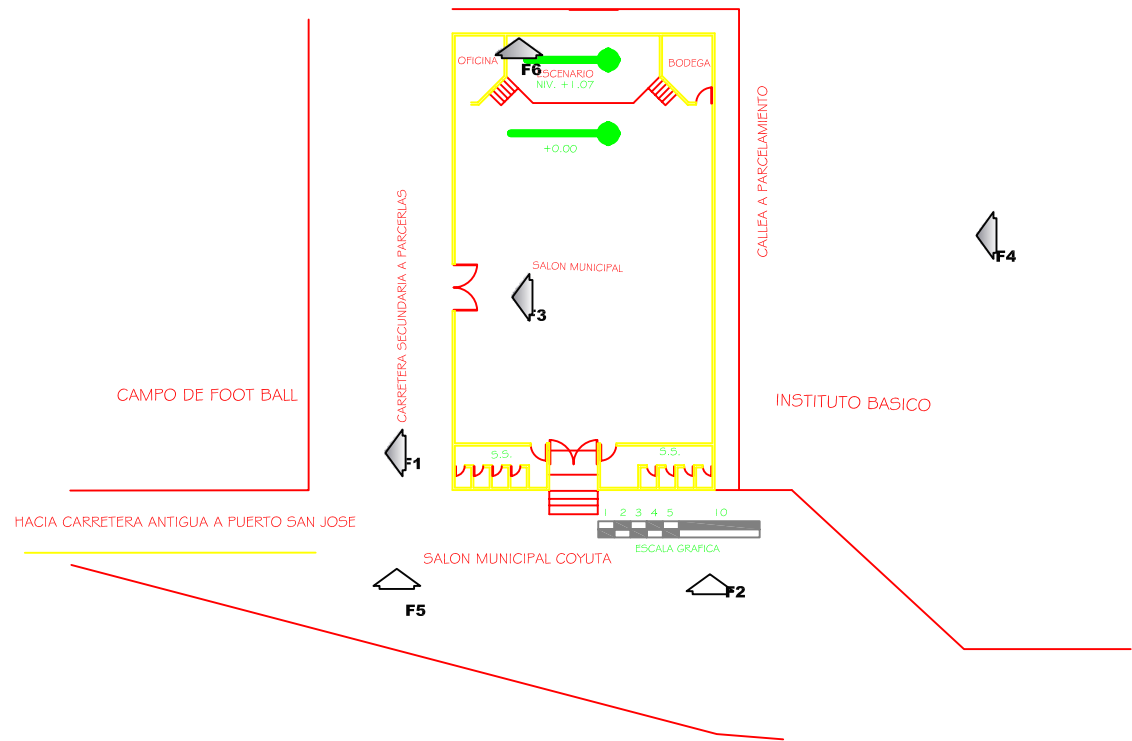 OFICINA
F6
ESCENARIO
NIV. +1.07
BODEGA
+0.00
CALLEA A PARCELAMIENTO
CARRETERA SECUNDARIA A PARCERLAS
F4
SALON MUNICIPAL
F3
CAMPO DE FOOT BALL
INSTITUTO BASICO
S.S.
S.S.
F1
1 2 3 4 5 10
HACIA CARRETERA ANTIGUA A PUERTO SAN JOSE
ESCALA GRAFICA
SALON MUNICIPAL COYUTA
F5
F2